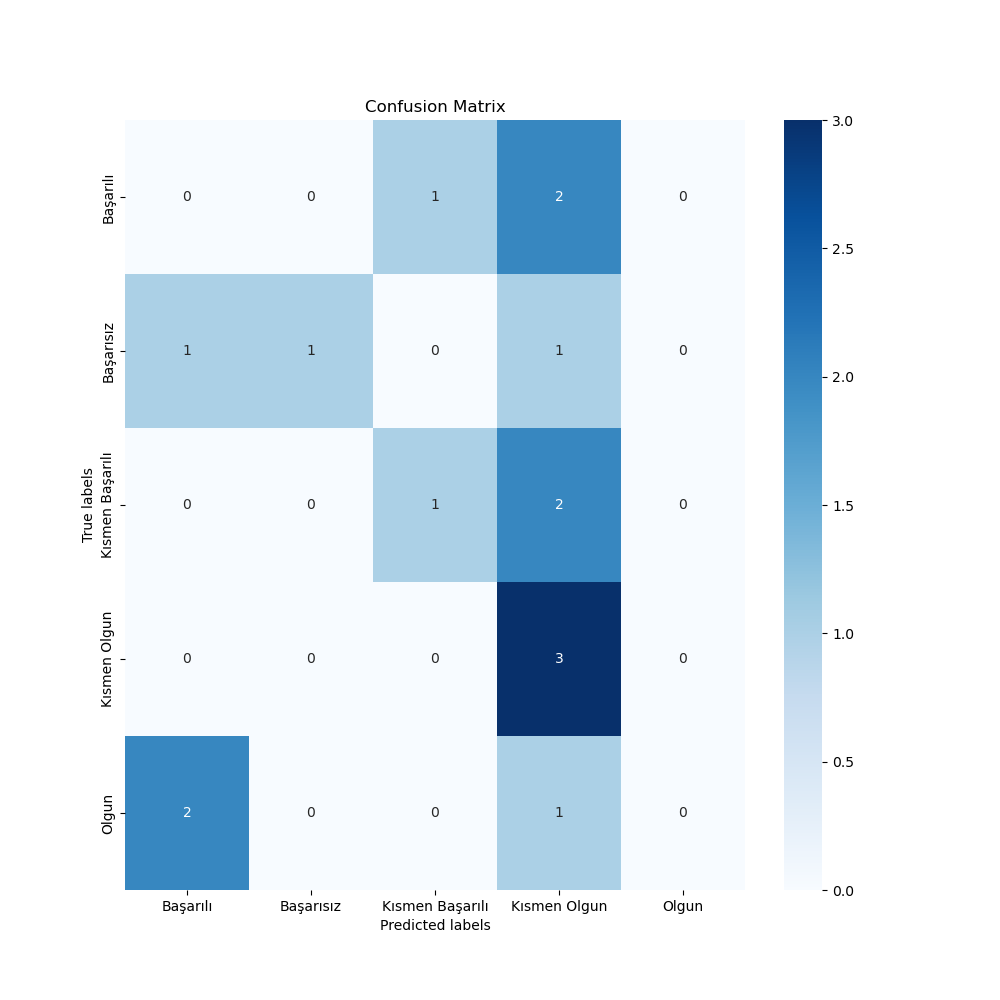 Confusion Matrix
True labels
Başarılı
0 0 1 2 0
Başarısız
1 1 0 1 0
Kısmen Başarılı
0 0 1 2 0
Kısmen Olgun
0 0 0 3 0
Olgun
2 0 0 1 0
Başarılı Başarısız Kısmen Başarılı Kısmen Olgun Olgun
Predicted labels
3.0
2.5
2.0
1.5
1.0
0.5
0.0